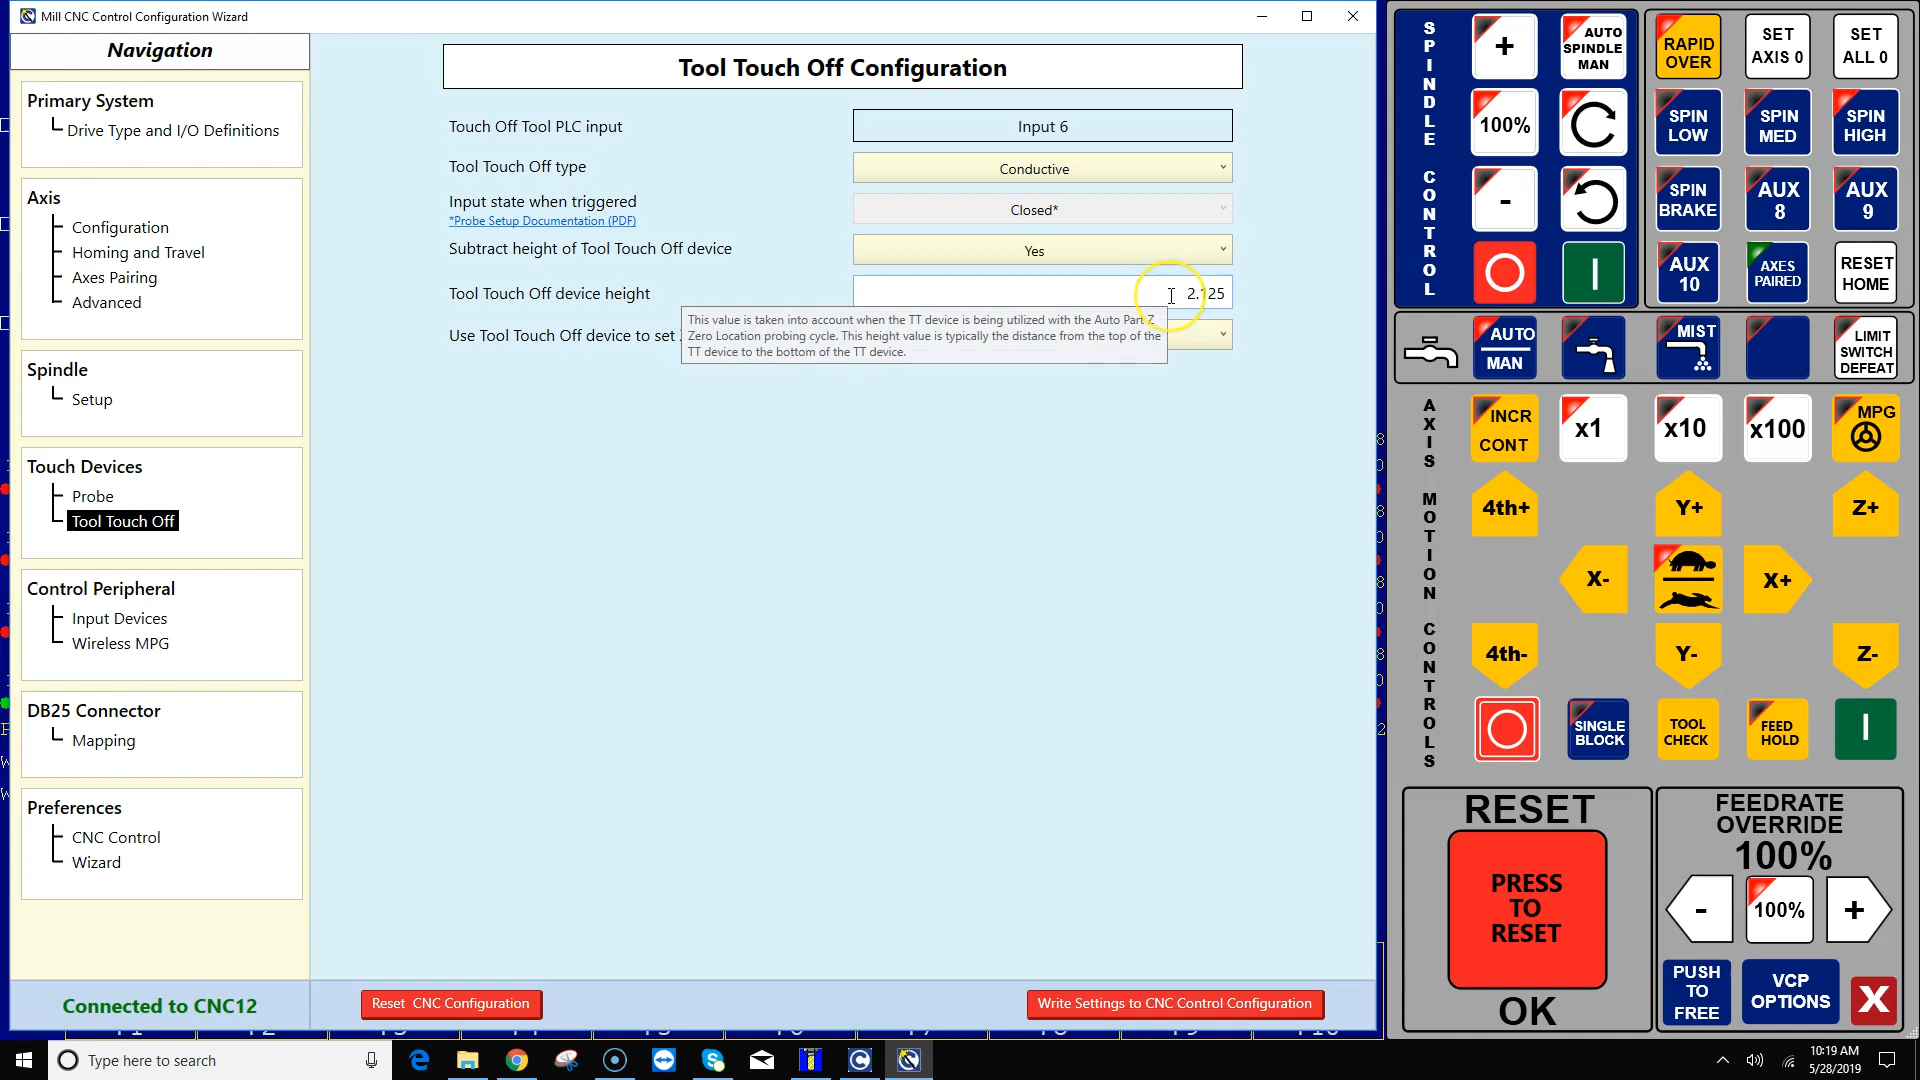 Mill CNC Control Configuration Wizard
Navigation
Primary System
Drive Type and I/O Definitions
Axis
Configuration
Homing and Travel
Axes Pairing
Advanced
Spindle
Setup
Touch Devices
Probe
Tool Touch Off
Control Peripheral
Input Devices
Wireless MPG
DB25 Connector
Mapping
Preferences
CNC Control
Wizard
Connected to CNC12
Tool Touch Off Configuration
Touch Off Tool PLC input
Input 6
Tool Touch Off type
Conductive
Input state when triggered
*Probe Setup Documentation (PDF)
Closed*
Subtract height of Tool Touch Off device
Yes
Tool Touch Off device height
2.125
Use Tool Touch Off device to set
This value is taken into account when the TT device is being utilized with the Auto Part Z
Zero Location probing cycle. This height value is typically the distance from the top of the
TT device to the bottom of the TT device.
Reset CNC Configuration
Write Settings to CNC Control Configuration
SPINDLE CONTROL
+
AUTO
SPINDLE
MAN
RAPID
OVER
SET
AXIS 0
SET
ALL 0
100%
SPIN
LOW
SPIN
MED
SPIN
HIGH
-
SPIN
BRAKE
AUX
8
AUX
9
AUX
10
AXES
PAIRED
RESET
HOME
AUTO
MAN
MIST
LIMIT
SWITCH
DEFEAT
AXIS MOTION CONTROLS
INCR
CONT
x1
x10
x100
MPG
4th+
Y+
Z+
X-
X+
4th-
Y-
Z-
SINGLE
BLOCK
TOOL
CHECK
FEED
HOLD
RESET
PRESS
TO
RESET
OK
FEEDRATE
OVERRIDE
100%
-
100%
+
PUSH
TO
FREE
VCP
OPTIONS
X
Type here to search
10:19 AM
5/28/2019